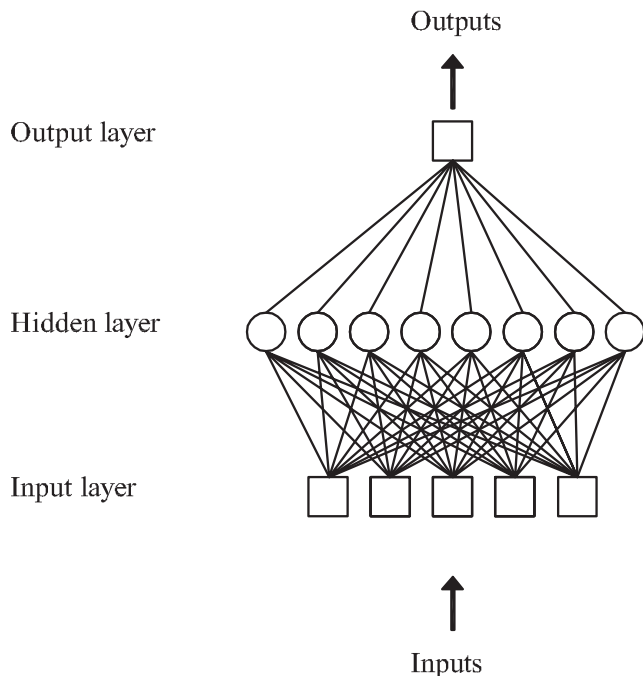 Outputs
Output layer
Hidden layer
Input layer
Inputs